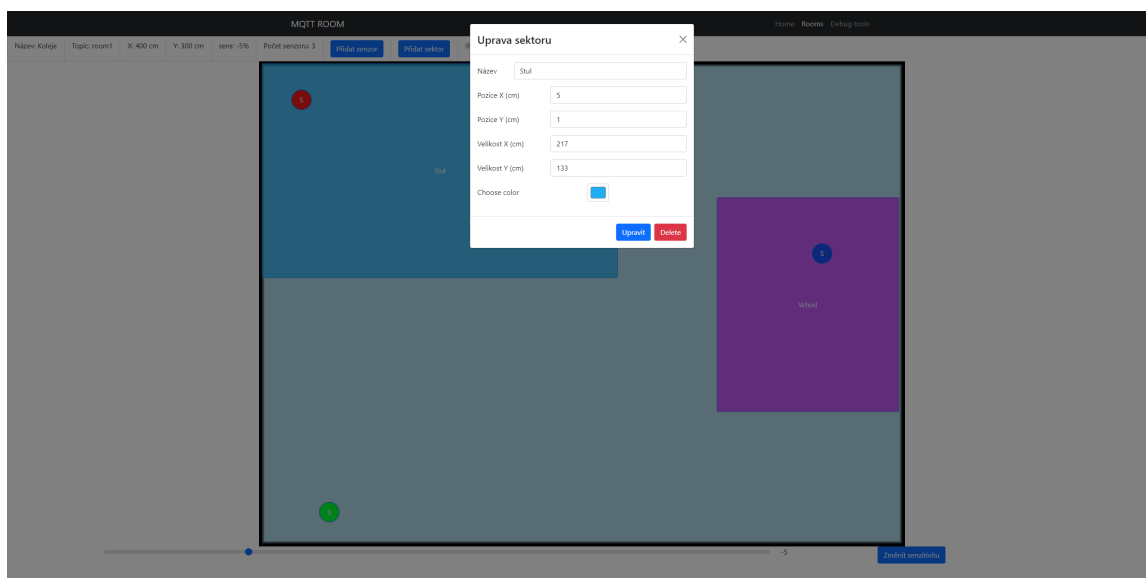 MQTT ROOM
Home Rooms Debug tools
Název: Koleje Topic: room1 X: 400 cm Y: 300 cm sens: -5% Počet senzorů: 3 Přidat senzor Přidat sektor
Uprava sektoru
Název Stul
Pozice X (cm) 5
Pozice Y (cm) 1
Velikost X (cm) 217
Velikost Y (cm) 133
Choose color
Upravit Delete
S
Stul
S
Vchod
S
-5 Změnit senzitivitu